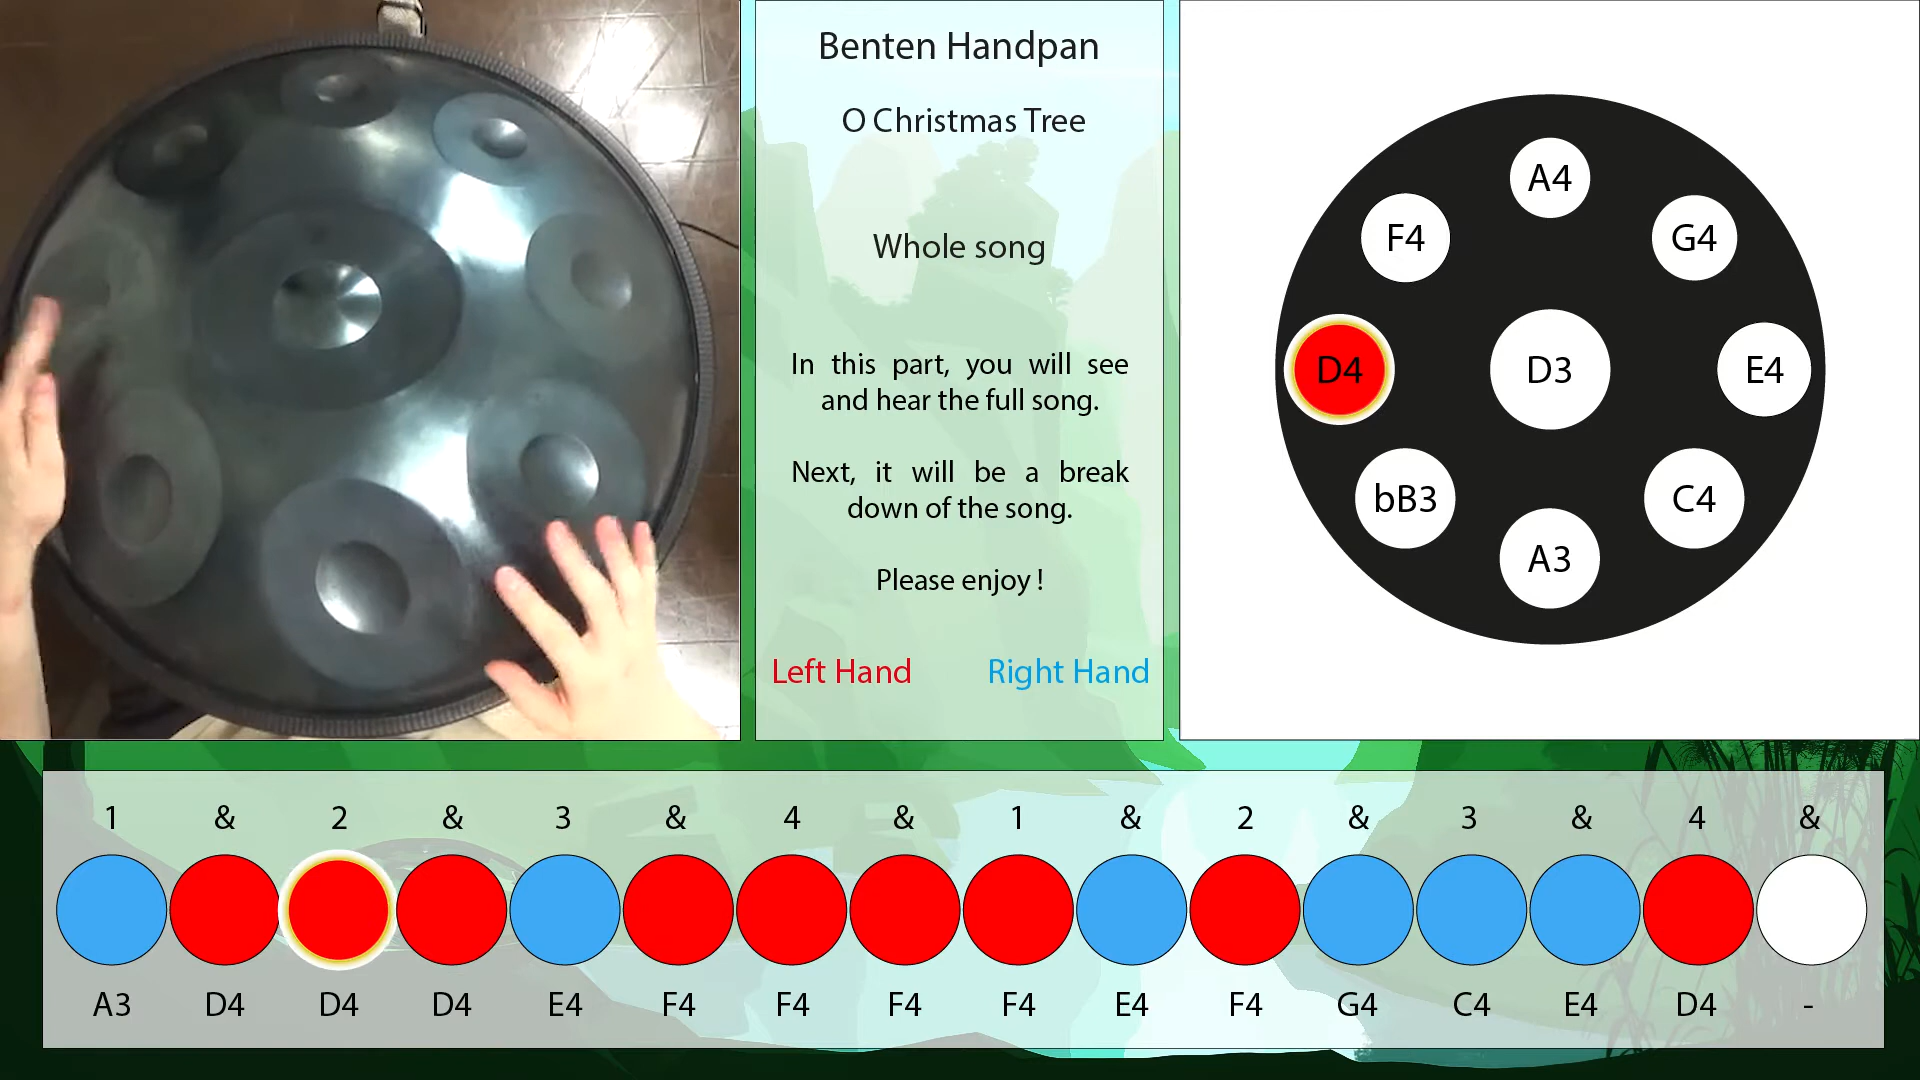 Benten Handpan
O Christmas Tree
Whole song
In this part, you will see
and hear the full song.
Next, it will be a break
down of the song.
Please enjoy !
Left Hand Right Hand
A4
F4 G4
D4 D3 E4
bB3 C4
A3
1 & 2 & 3 & 4 & 1 & 2 & 3 & 4 &
A3 D4 D4 D4 E4 F4 F4 F4 F4 E4 F4 G4 C4 E4 D4 -